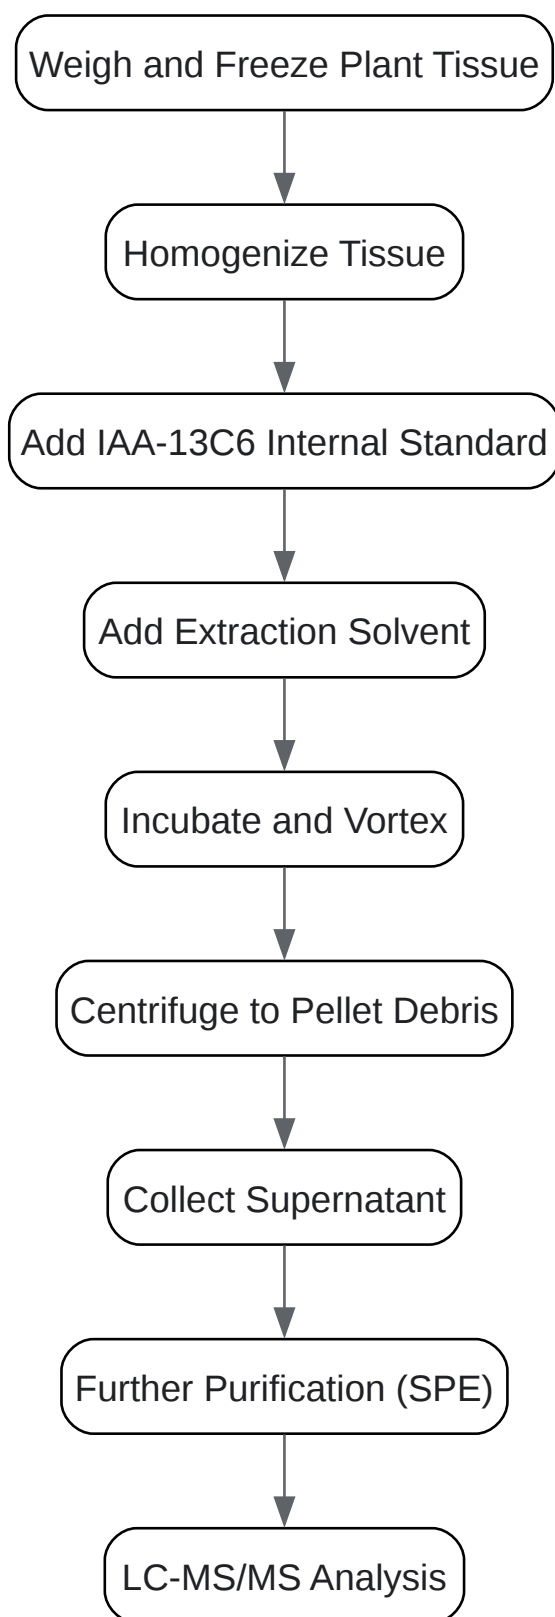 Weigh and Freeze Plant Tissue
Homogenize Tissue
Add IAA-13C6 Internal Standard
Add Extraction Solvent
Incubate and Vortex
Centrifuge to Pellet Debris
Collect Supernatant
Further Purification (SPE)
LC-MS/MS Analysis